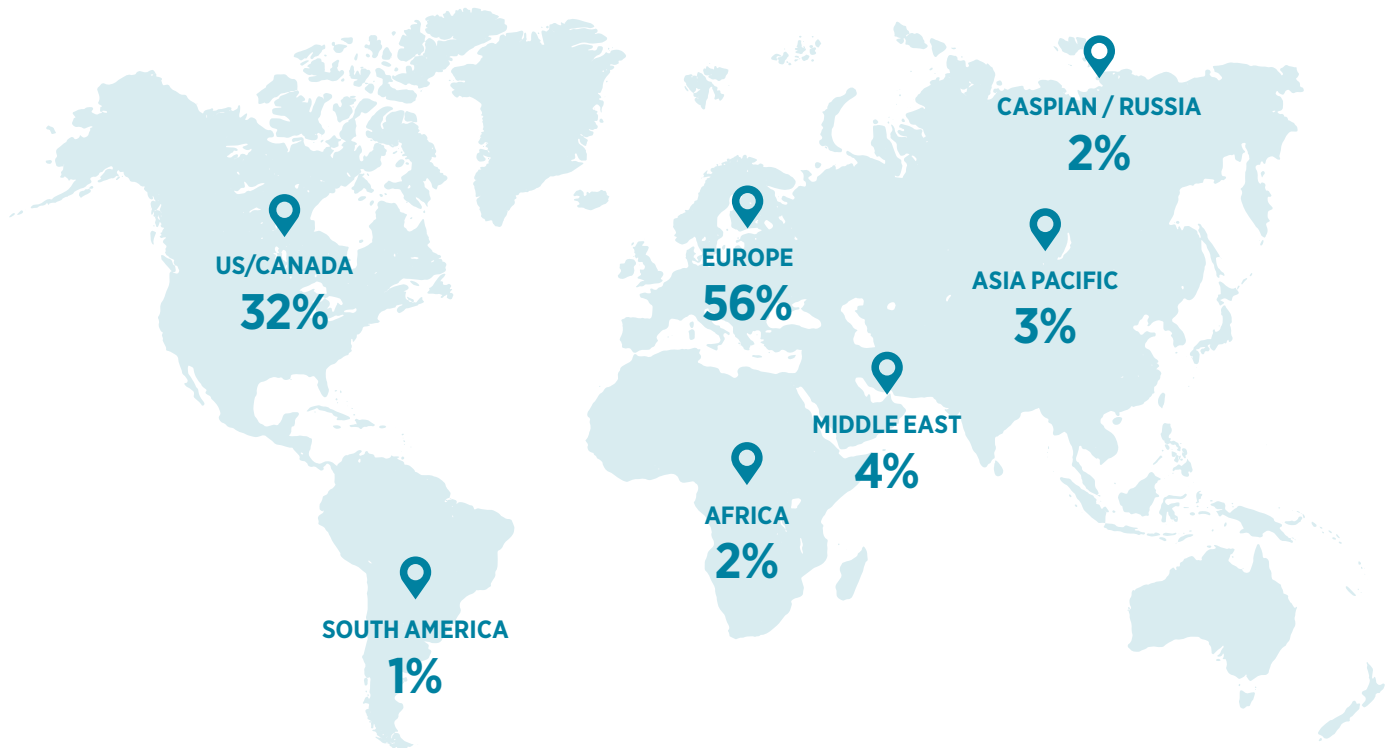 CASPIAN / RUSSIA
2%
US/CANADA
32%
EUROPE
56%
ASIA PACIFIC
3%
MIDDLE EAST
4%
AFRICA
2%
SOUTH AMERICA
1%